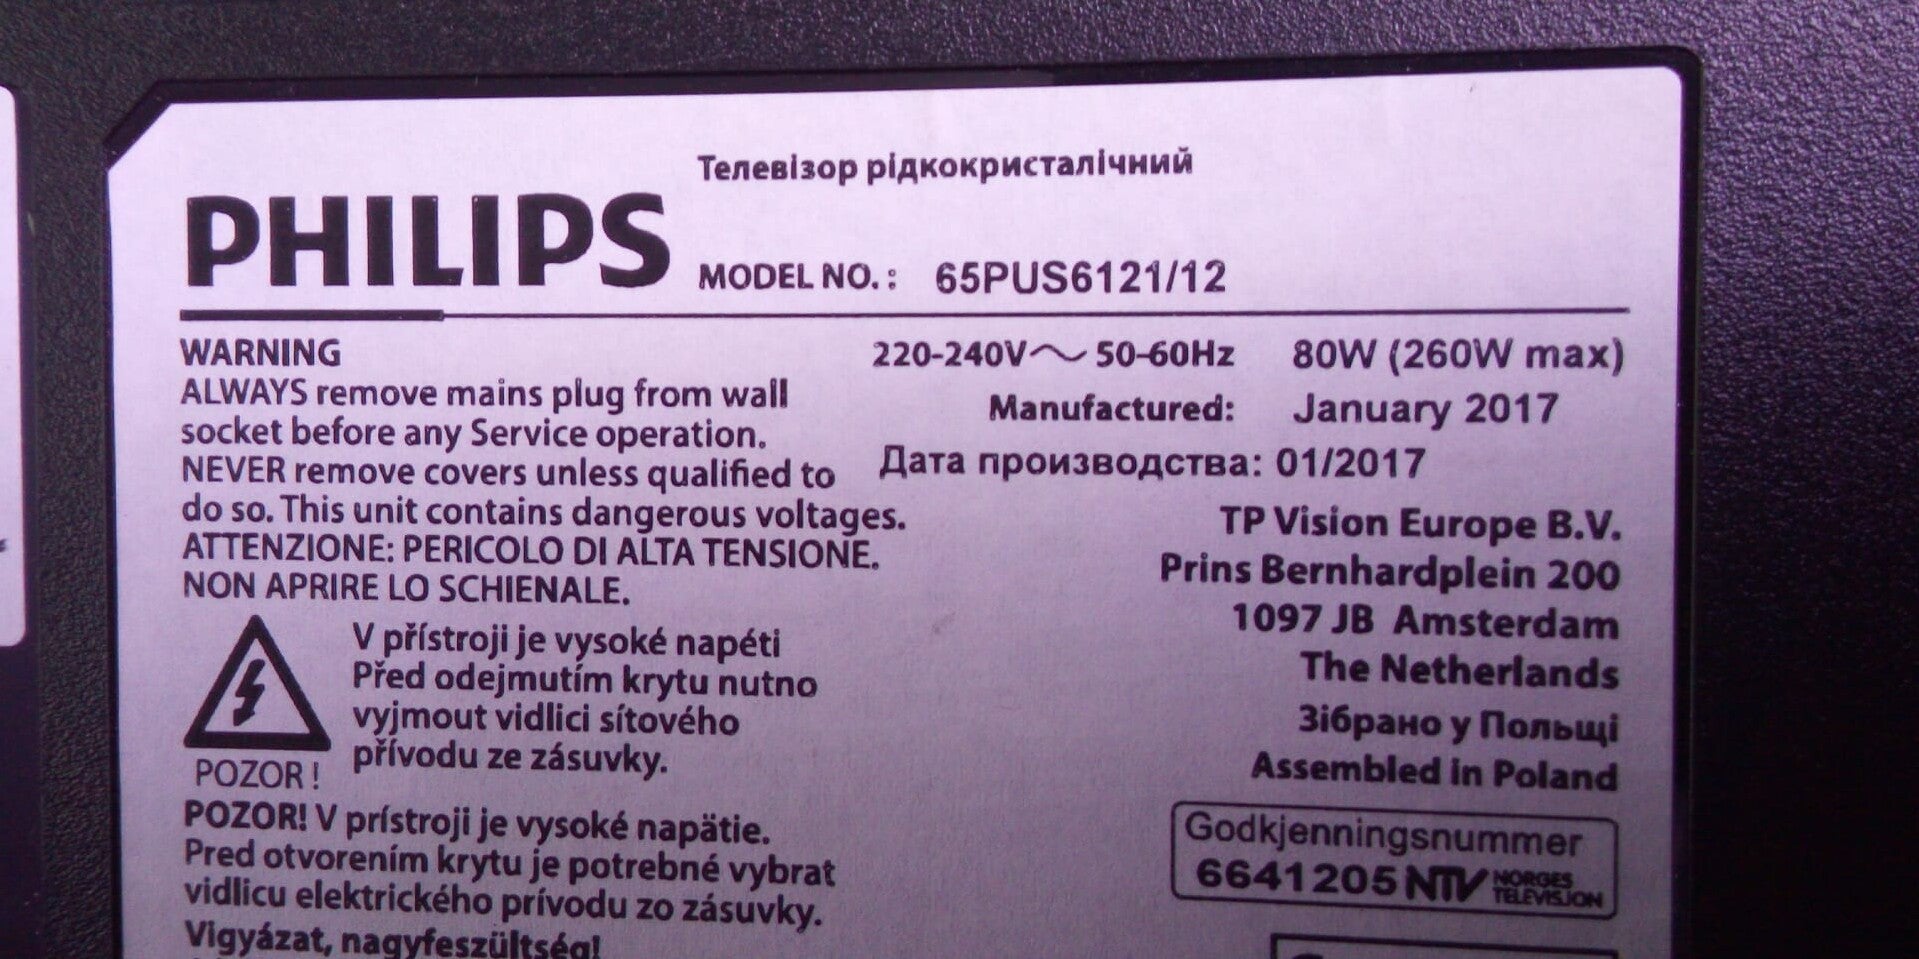 Телевізор рідкокристалічний
PHILIPS
MODEL NO.: 65PUS6121/12
WARNING
ALWAYS remove mains plug from wall
socket before any Service operation.
NEVER remove covers unless qualified to
do so. This unit contains dangerous voltages.
ATTENZIONE: PERICOLO DI ALTA TENSIONE.
NON APRIRE LO SCHIENALE.
220-240V~ 50-60Hz 80W (260W max)
Manufactured: January 2017
Дата производства: 01/2017
TP Vision Europe B.V.
Prins Bernhardplein 200
1097 JB Amsterdam
The Netherlands
Зібрано у Польщі
Assembled in Poland
V přístroji je vysoké napéti
Před odejmutím krytu nutno
vyjmout vidlici sítového
přívodu ze zásuvky.
POZOR!
POZOR! V prístroji je vysoké napätie.
Pred otvorením krytu je potrebné vybrat
vidlicu elektrického prívodu zo zásuvky.
Vigyázat, nagyfeszültség!
Godkjenningsnummer
6641205 NTV NORGES
TELEVISJON